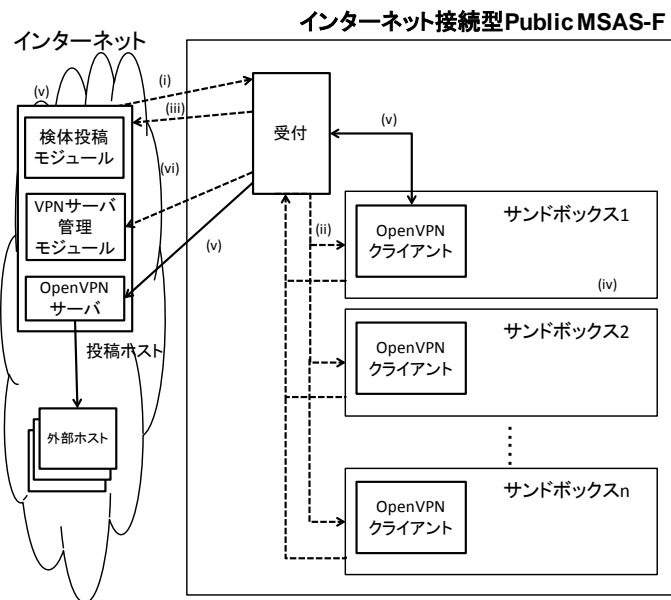 インターネット接続型Public MSAS-F
インターネット
(v)
(i)
(iii)
検体投稿
モジュール
受付
(v)
(vi)
VPNサーバ
管理
モジュール
(v)
(ii)
OpenVPN
クライアント
サンドボックス1
(iv)
OpenVPN
サーバ
投稿ホスト
OpenVPN
クライアント
サンドボックス2
外部ホスト
OpenVPN
クライアント
サンドボックスn